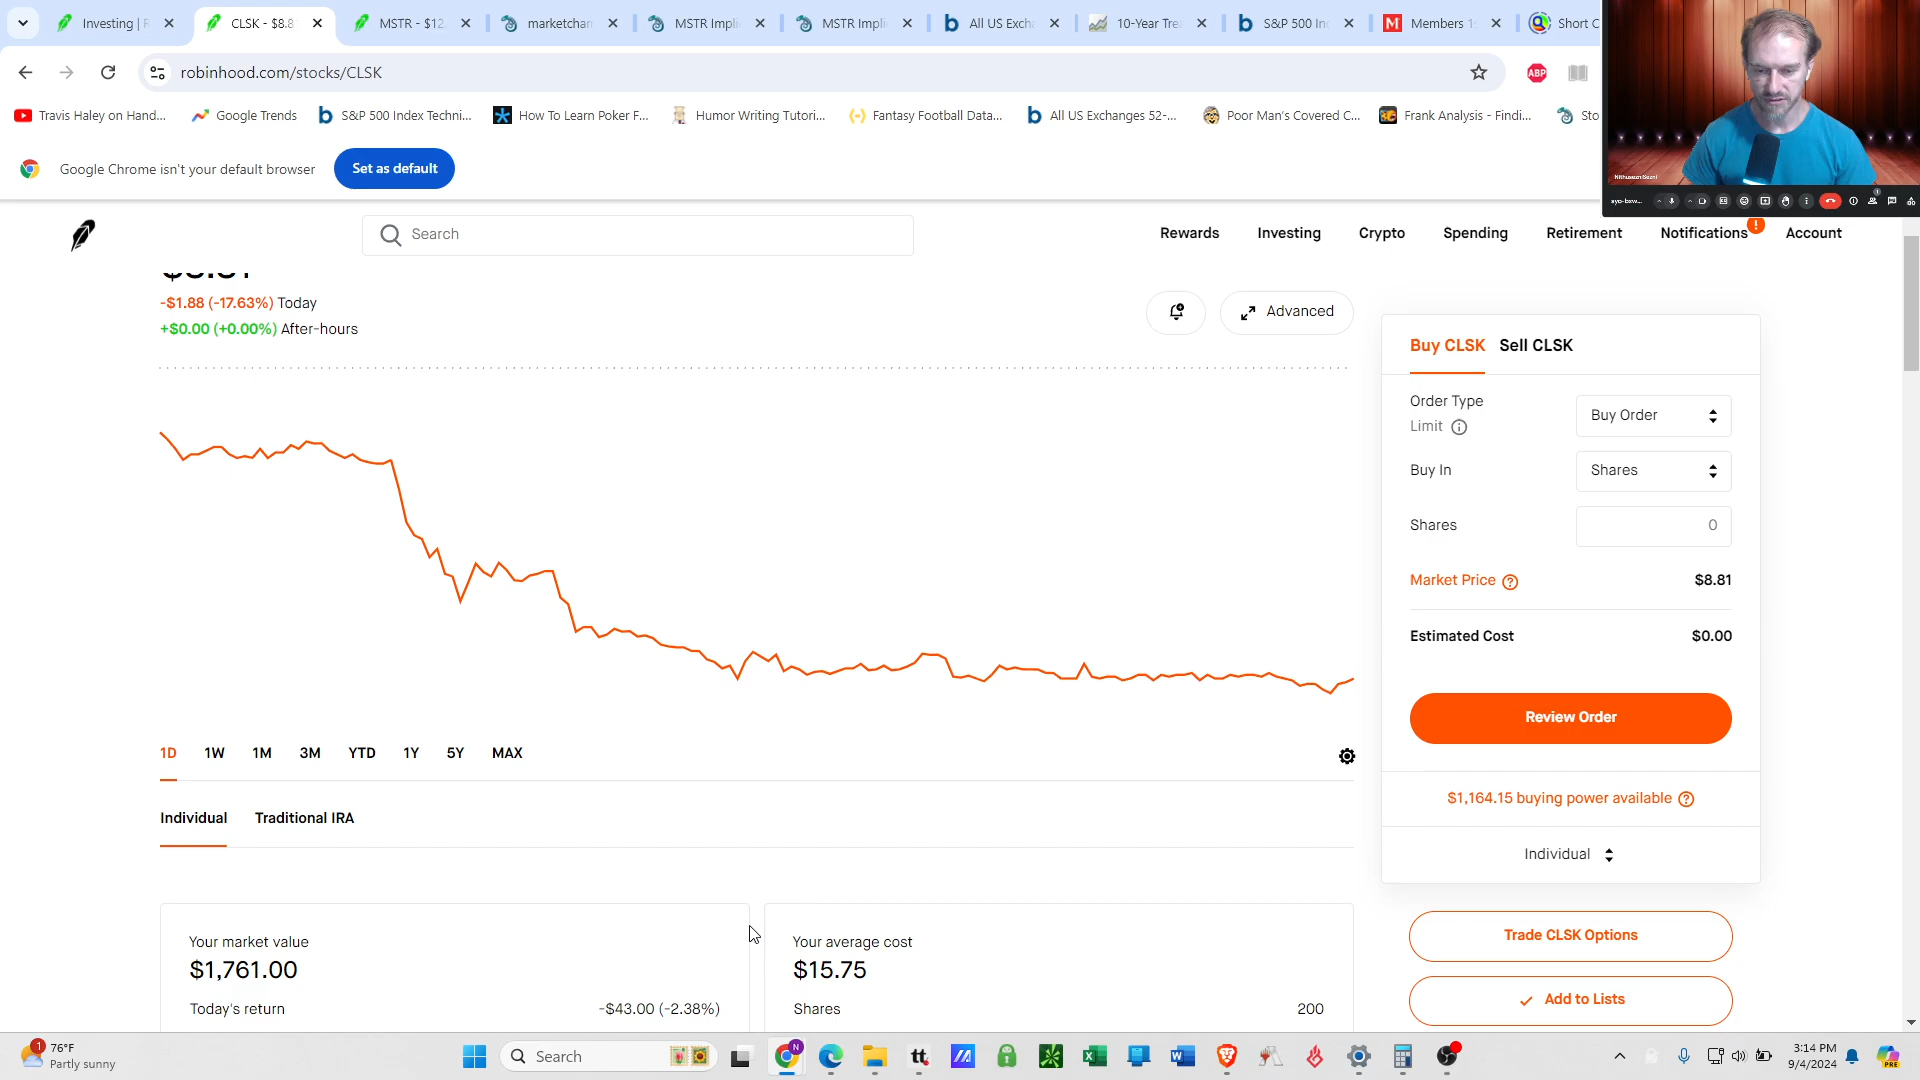 Investing | R
CLSK - $8.8
MSTR - $12.
marketcham
MSTR Impli
MSTR Impli
All US Exch
10-Year Tre
S&P 500 In
Members 1
Short C
robinhood.com/stocks/CLSK
ABP
Travis Haley on Hand...
Google Trends
S&P 500 Index Techni...
How To Learn Poker F...
Humor Writing Tutori...
Fantasy Football Data...
All US Exchanges 52-...
Poor Man's Covered C...
Frank Analysis - Findi...
Sto
Google Chrome isn't your default browser
Set as default
Search
Rewards
Investing
Crypto
Spending
Retirement
Notifications
Account
-$1.88 (-17.63%) Today
+$0.00 (+0.00%) After-hours
Advanced
Buy CLSK
Sell CLSK
Order Type
Limit
Buy Order
Buy In
Shares
Shares
0
Market Price
$8.81
Estimated Cost
$0.00
Review Order
1D
1W
1M
3M
YTD
1Y
5Y
MAX
$1,164.15 buying power available
Individual
Traditional IRA
Individual
Your market value
$1,761.00
Today's return
-$43.00 (-2.38%)
Your average cost
$15.75
Shares
200
Trade CLSK Options
Add to Lists
76°F
Partly sunny
Search
3:14 PM
9/4/2024